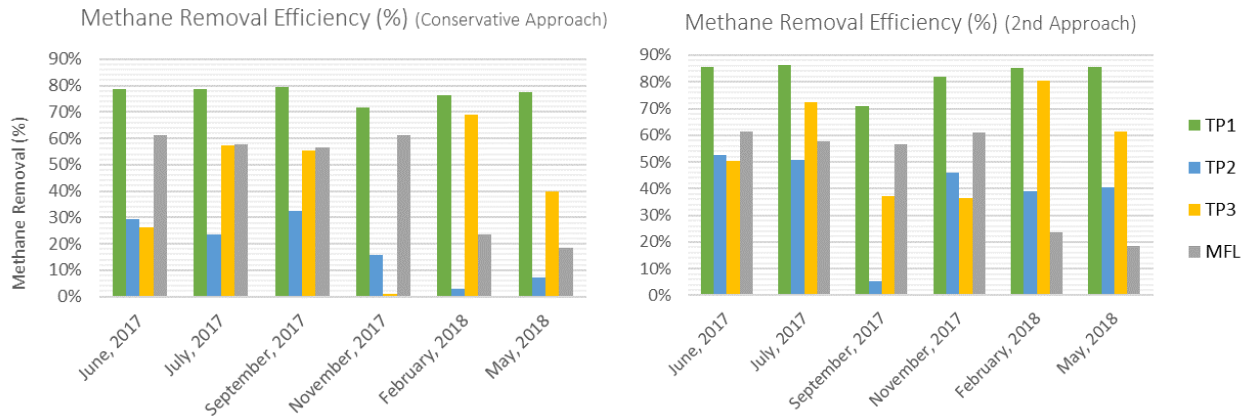 Methane Removal Efficiency (%) (Conservative Approach)
Methane Removal (%)
90%
80%
70%
60%
50%
40%
30%
20%
10%
0%
June, 2017
July, 2017
September, 2017
November, 2017
February, 2018
May, 2018
Methane Removal Efficiency (%) (2nd Approach)
90%
80%
70%
60%
50%
40%
30%
20%
10%
0%
June, 2017
July, 2017
September, 2017
November, 2017
February, 2018
May, 2018
TP1
TP2
TP3
MFL